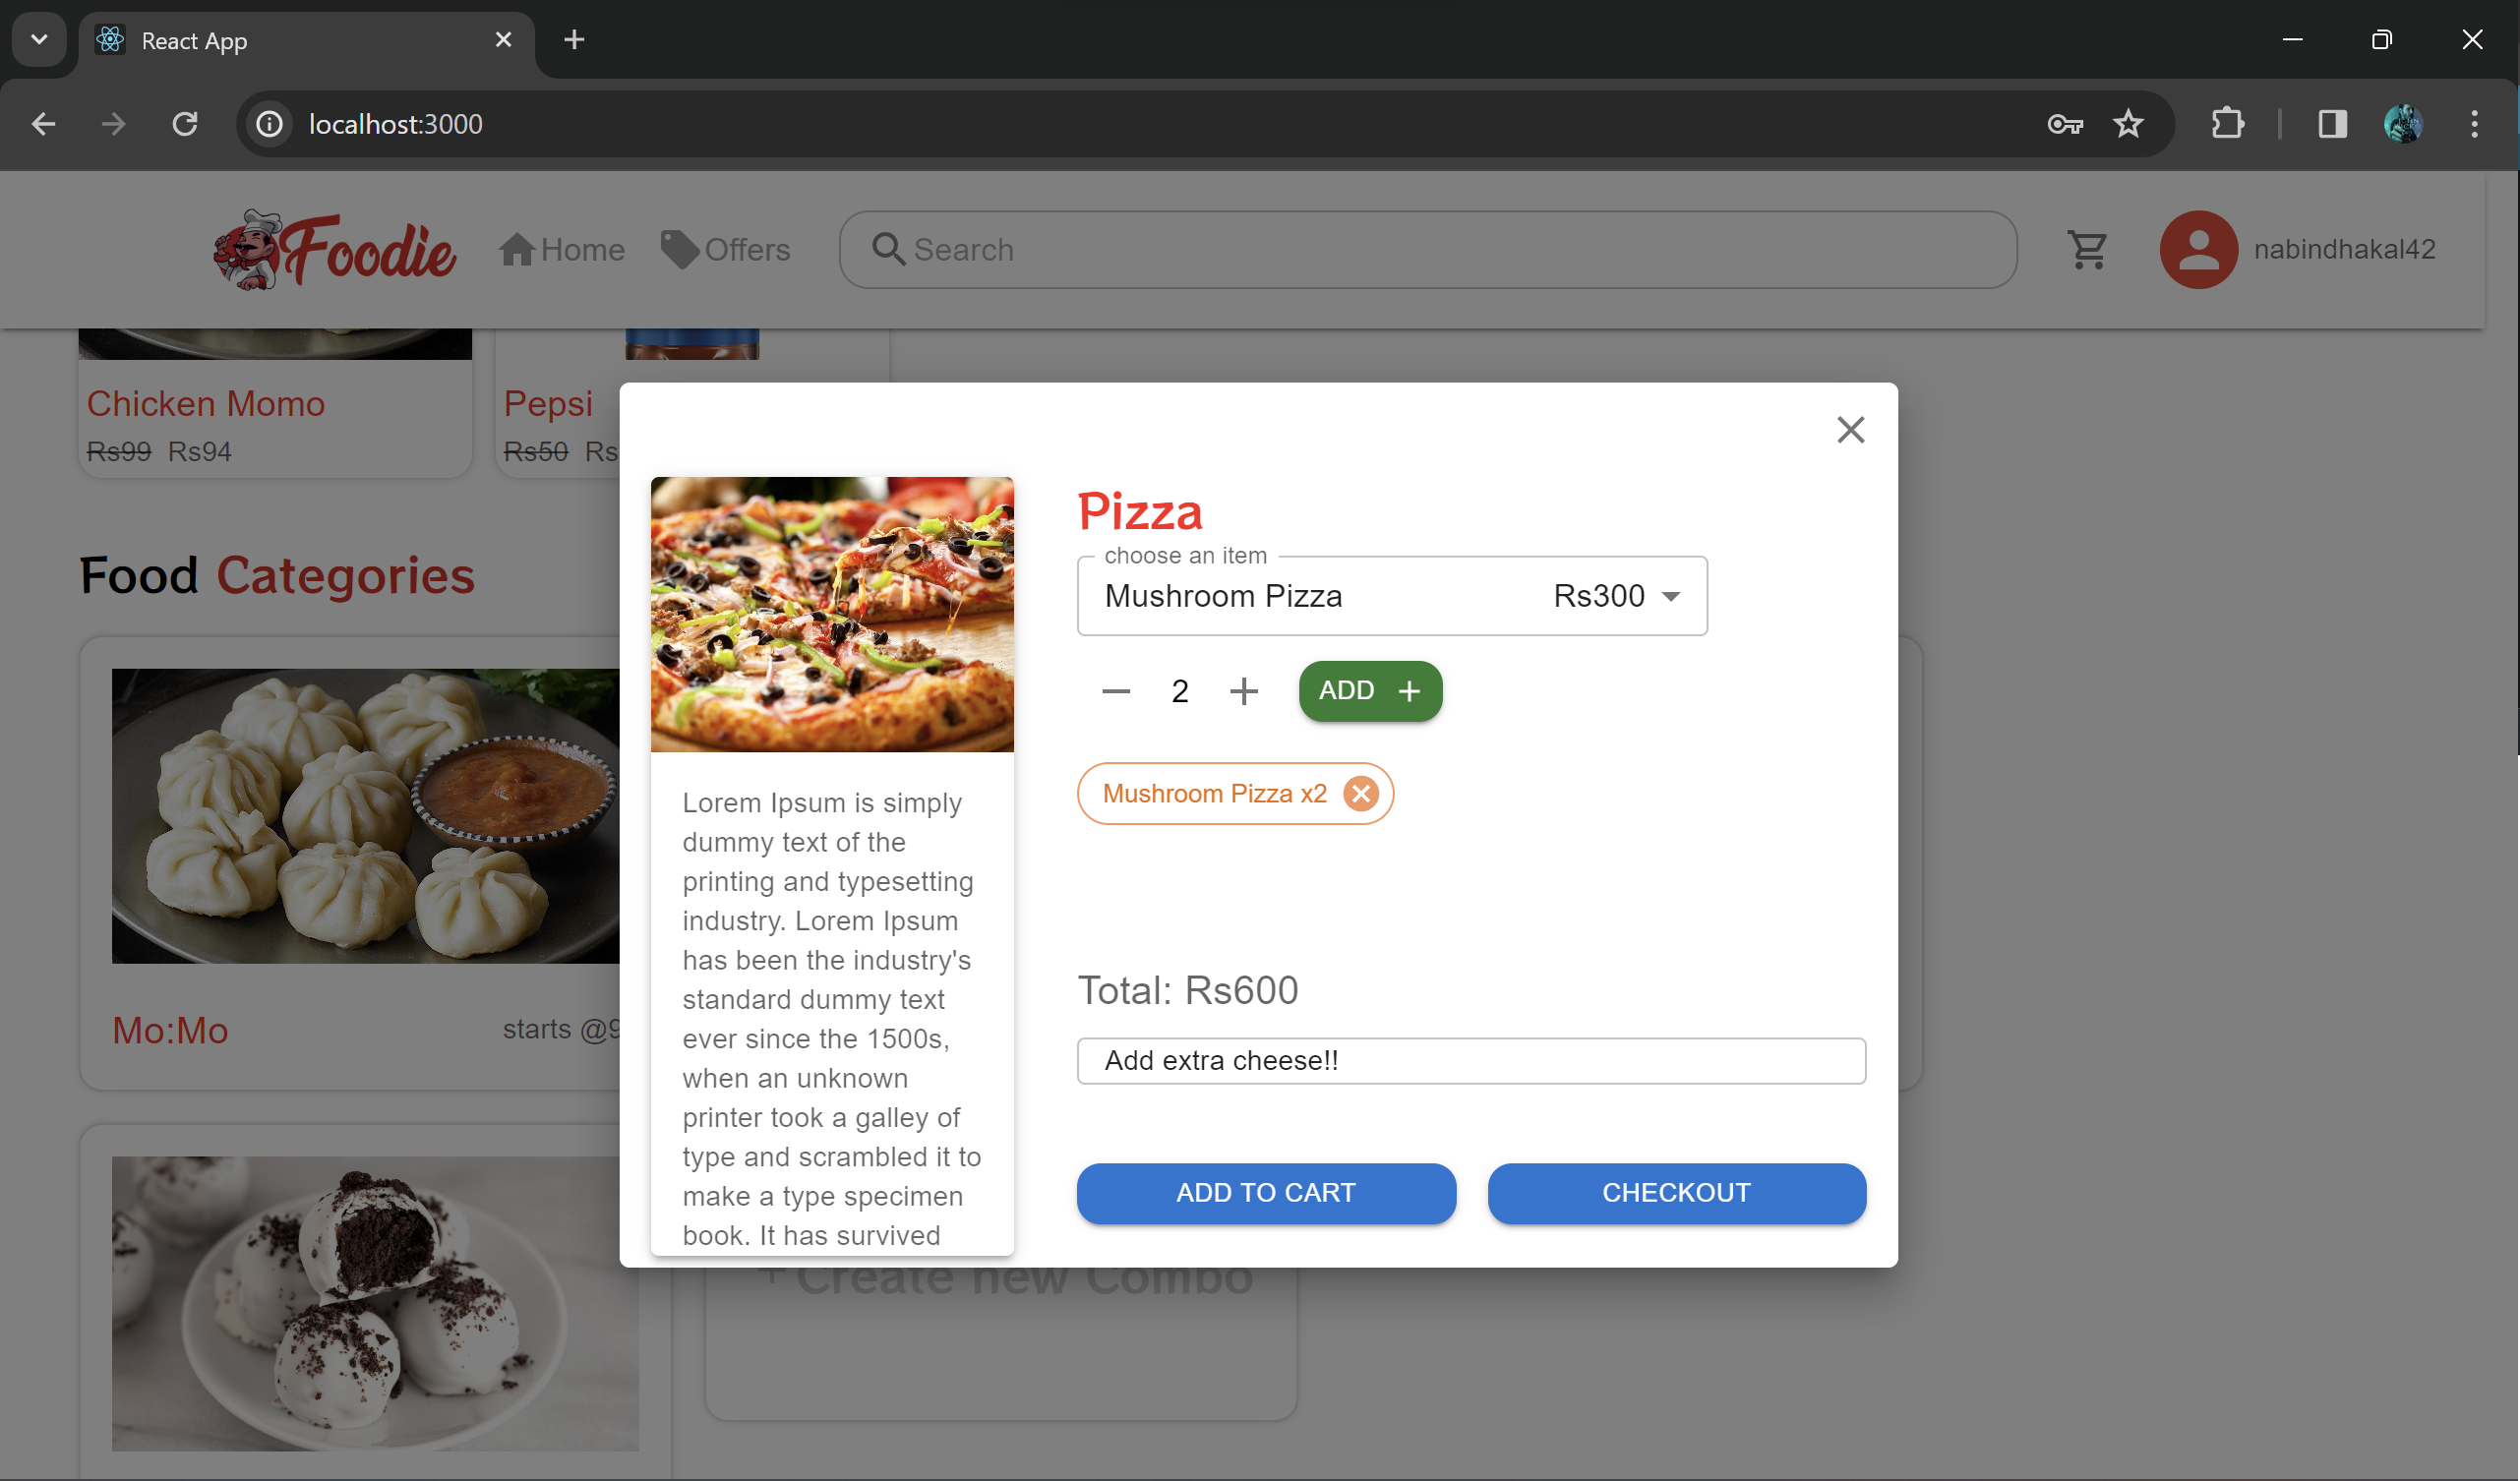 React App
localhost:3000
Foodie
Home
Offers
Search
nabindhakal42
Chicken Momo
Rs99 Rs94
Pepsi
Rs50 Rs
Food Categories
Mo:Mo
starts @9
+Create new Combo
Pizza
choose an item
Mushroom Pizza Rs300
2
ADD +
Mushroom Pizza x2
Lorem Ipsum is simply
dummy text of the
printing and typesetting
industry. Lorem Ipsum
has been the industry's
standard dummy text
ever since the 1500s,
when an unknown
printer took a galley of
type and scrambled it to
make a type specimen
book. It has survived
Total: Rs600
Add extra cheese!!
ADD TO CART
CHECKOUT